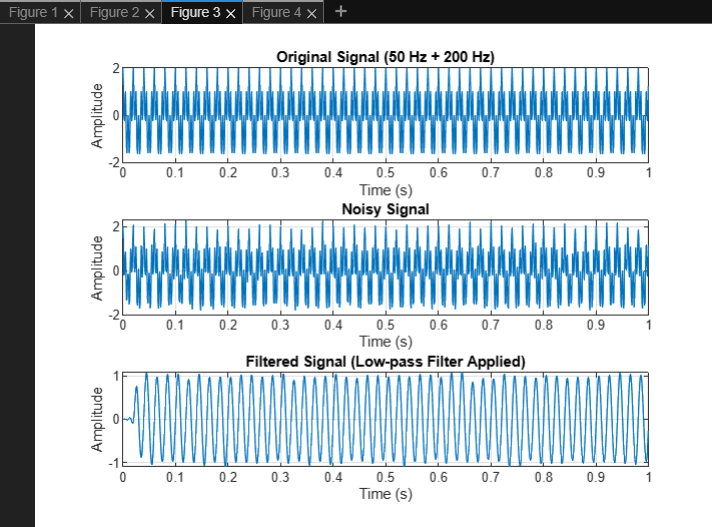 Figure 1 × Figure 2 × Figure 3 × Figure 4 × +
Original Signal (50 Hz + 200 Hz)
2
0
-2
Amplitude
0 0.1 0.2 0.3 0.4 0.5 0.6 0.7 0.8 0.9 1
Time (s)
Noisy Signal
2
0
-2
Amplitude
0 0.1 0.2 0.3 0.4 0.5 0.6 0.7 0.8 0.9 1
Time (s)
Filtered Signal (Low-pass Filter Applied)
1
0
-1
Amplitude
0 0.1 0.2 0.3 0.4 0.5 0.6 0.7 0.8 0.9 1
Time (s)